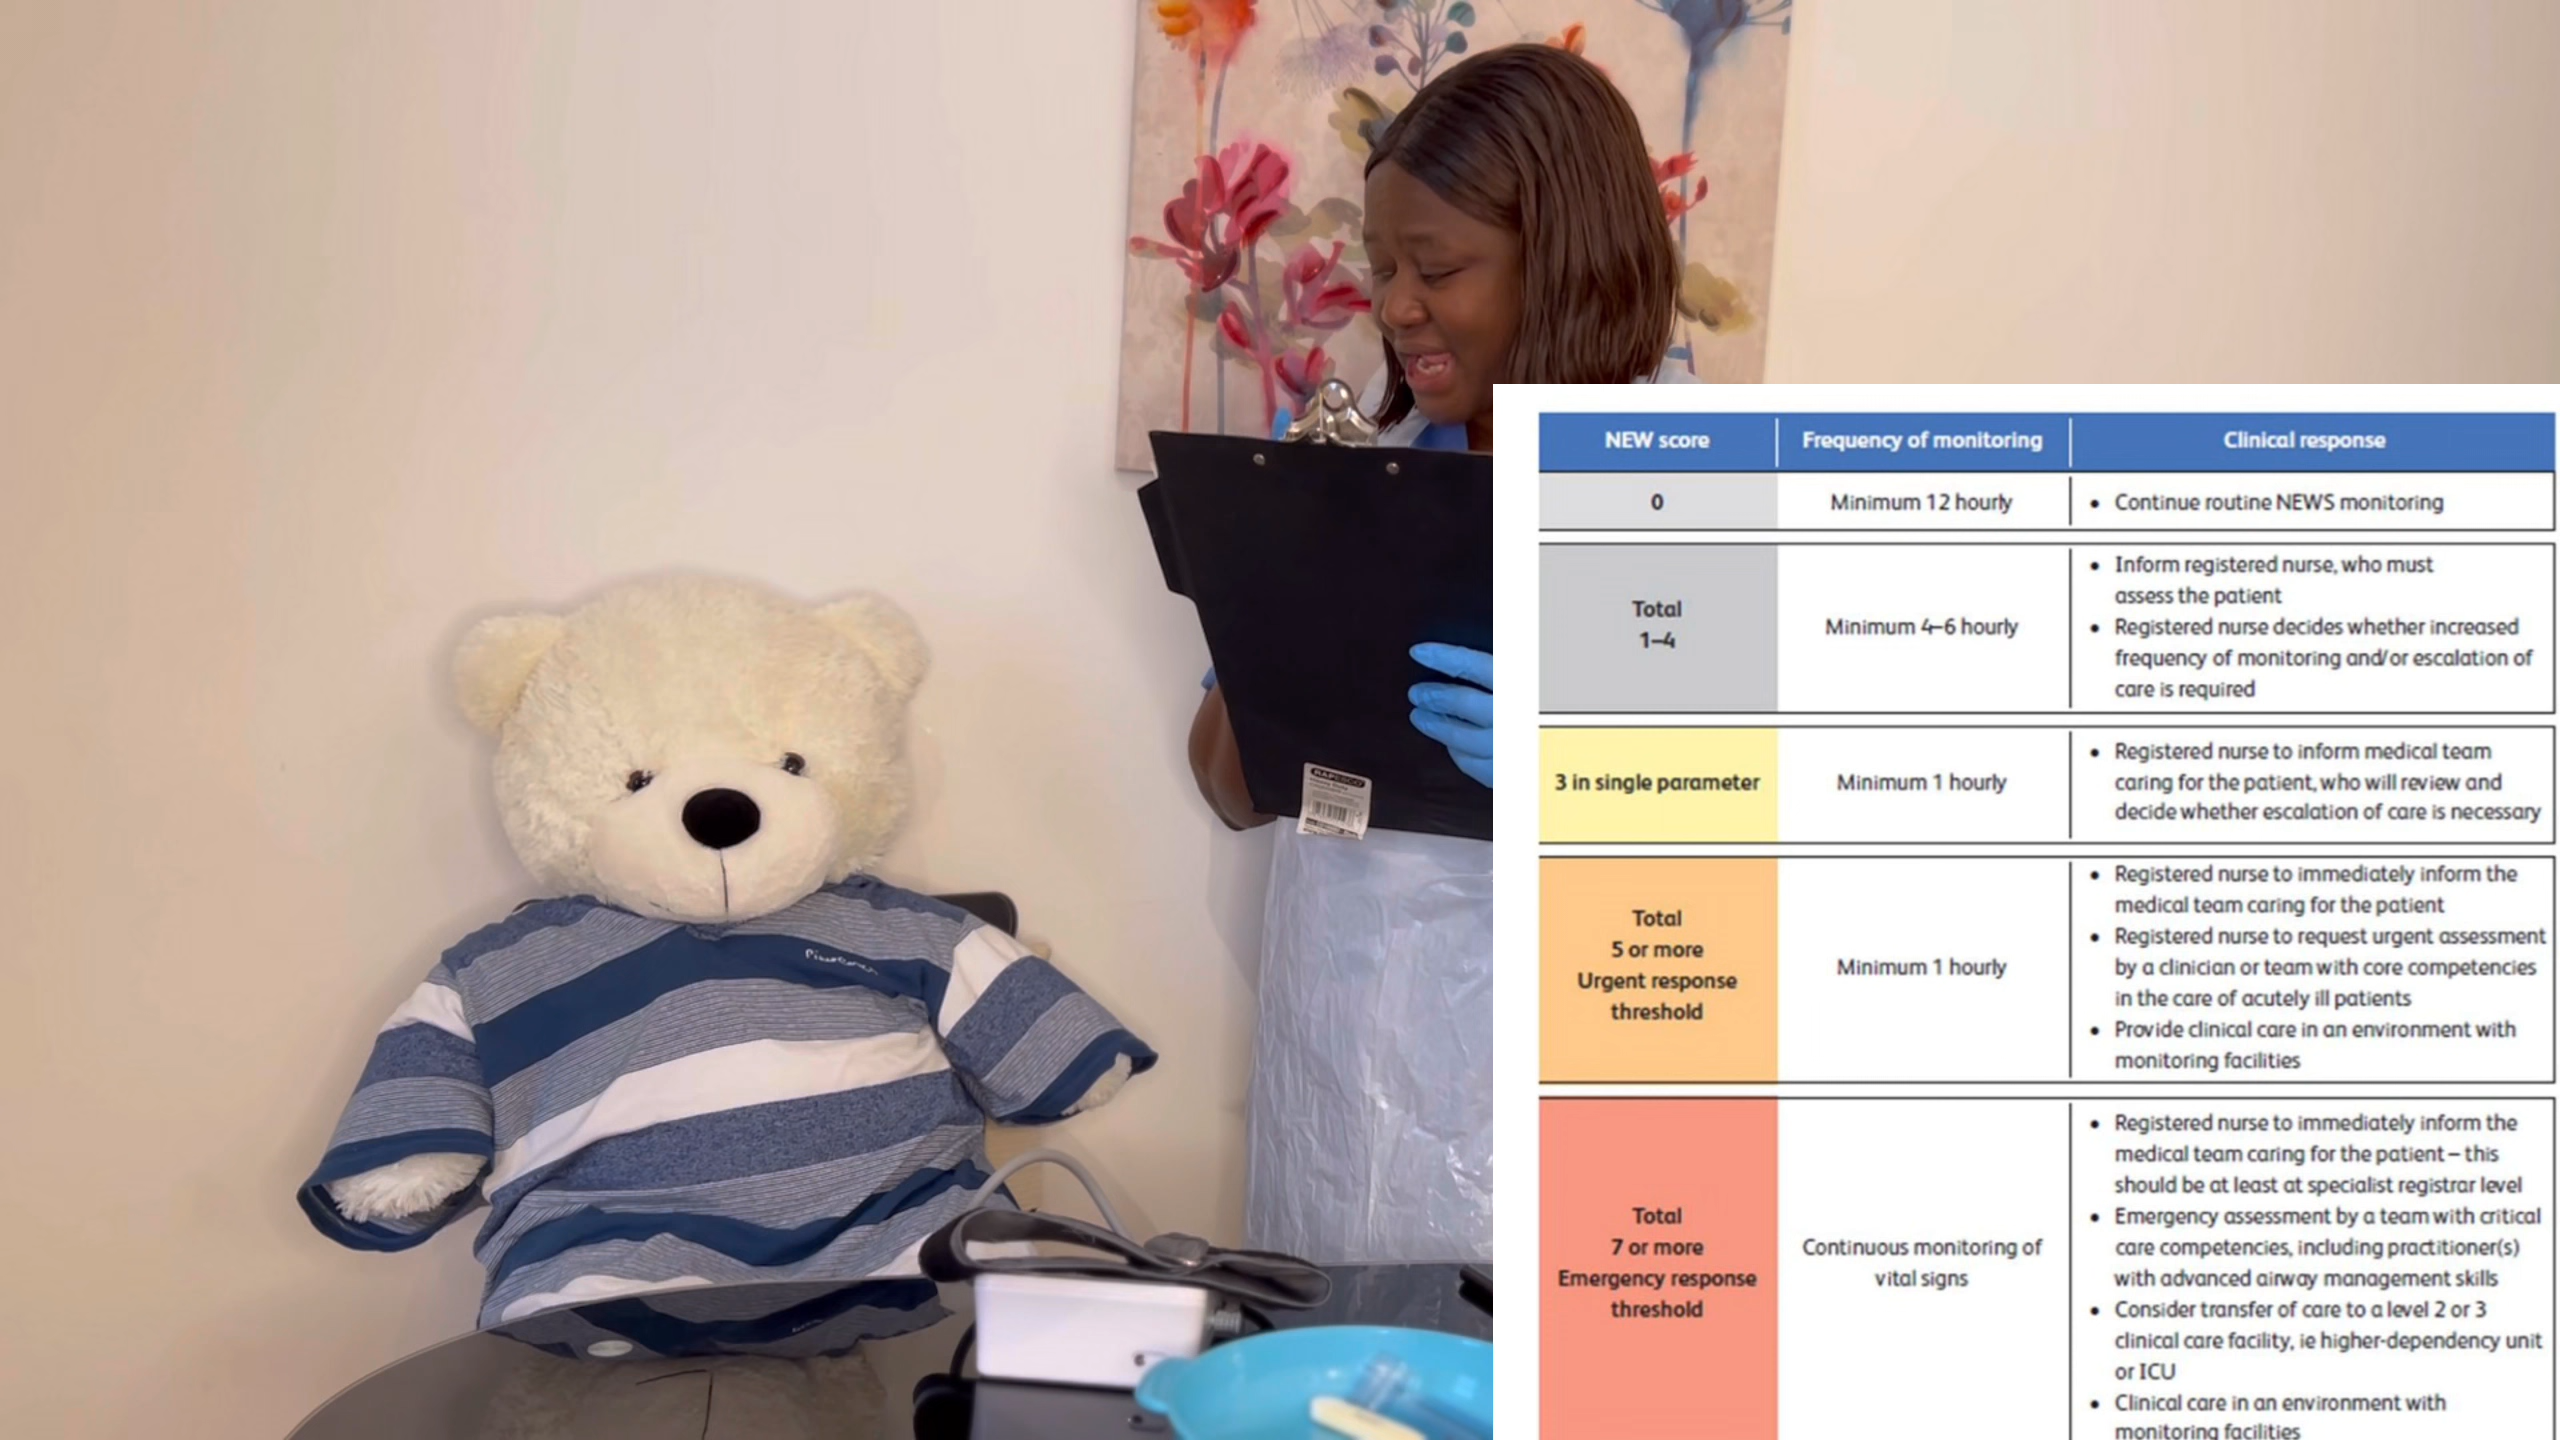 RAPESCO
NEW score
Frequency of monitoring
Clinical response
0
Minimum 12 hourly
• Continue routine NEWS monitoring
Total
1–4
Minimum 4–6 hourly
• Inform registered nurse, who must
assess the patient
• Registered nurse decides whether increased
frequency of monitoring and/or escalation of
care is required
3 in single parameter
Minimum 1 hourly
• Registered nurse to inform medical team
caring for the patient, who will review and
decide whether escalation of care is necessary
Total
5 or more
Urgent response
threshold
Minimum 1 hourly
• Registered nurse to immediately inform the
medical team caring for the patient
• Registered nurse to request urgent assessment
by a clinician or team with core competencies
in the care of acutely ill patients
• Provide clinical care in an environment with
monitoring facilities
Total
7 or more
Emergency response
threshold
Continuous monitoring of
vital signs
• Registered nurse to immediately inform the
medical team caring for the patient – this
should be at least at specialist registrar level
• Emergency assessment by a team with critical
care competencies, including practitioner(s)
with advanced airway management skills
• Consider transfer of care to a level 2 or 3
clinical care facility, ie higher-dependency unit
or ICU
• Clinical care in an environment with
monitoring facilities